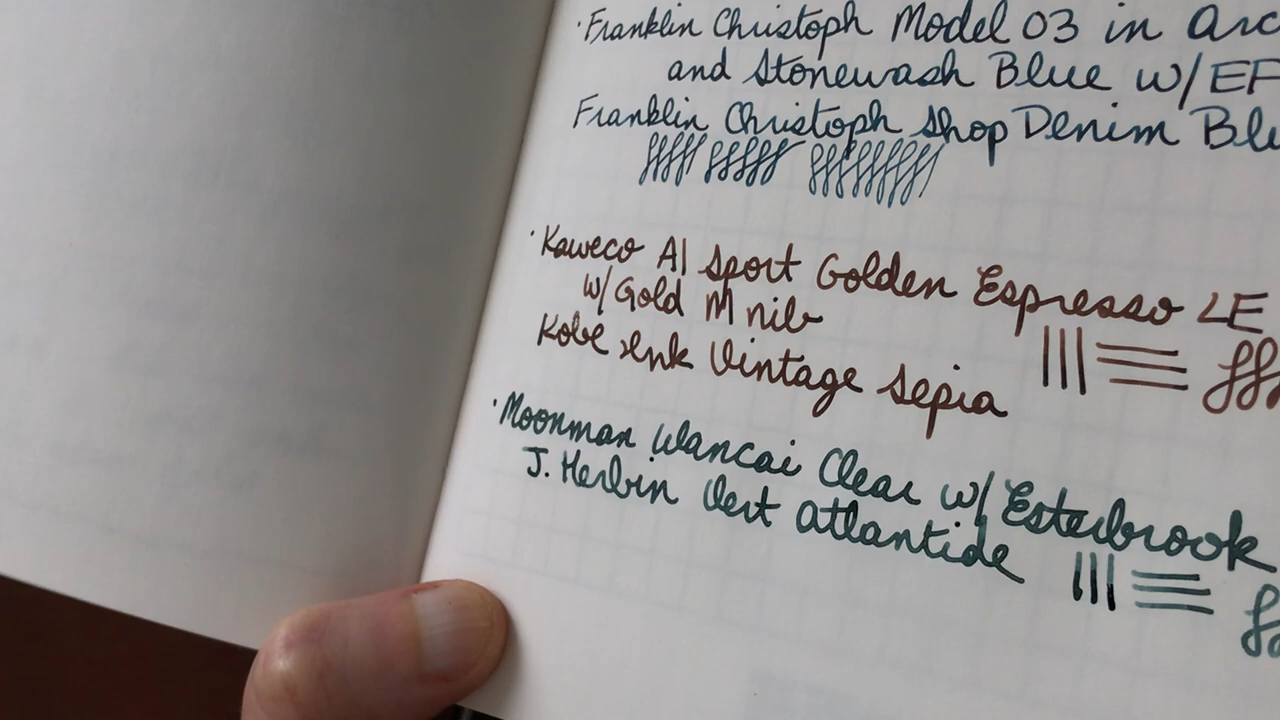 ·Franklin Christoph Model 03 in
and Stonewash Blue w/EF
Franklin Christoph Shop Denim
·Kaweco Al Sport Golden Espresso LE
w/Gold M nib
Kobe Ink Vintage Sepia
·Moonman Wancai Clear w/ Esterbrook
J. Herbin Vert Atlantide